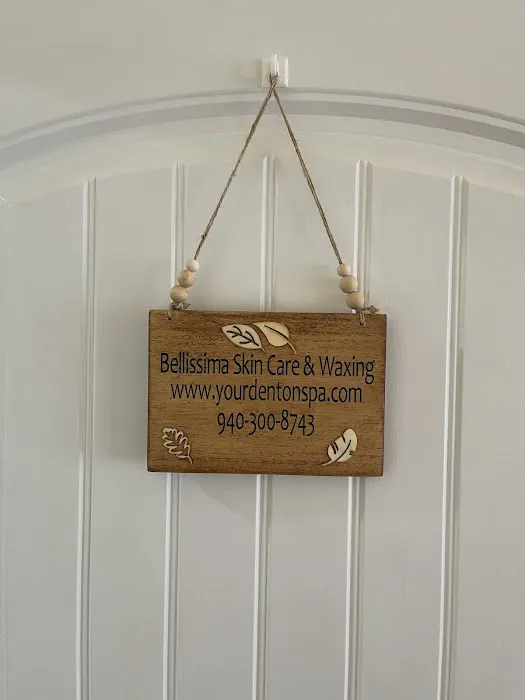 Bellissima Skin Care & Waxing
www.yourdentonspa.com
940-300-8743